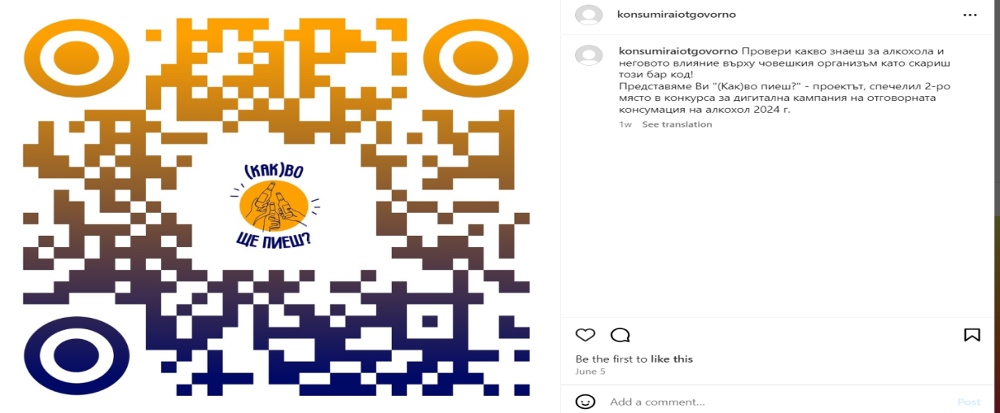 (КАК)ВО
ЩЕ ПИЕШ?
konsumiraiotgovorno
konsumiraiotgovorno Провери какво знаеш за алкохола и
неговото влияние върху човешкия организъм като скариш
този бар код!
Представяме Ви "(Как)во пиеш?" - проектът, спечелил 2-ро
място в конкурса за дигитална кампания на отговорната
консумация на алкохол 2024 г.
1w See translation
Be the first to like this
June 5
Add a comment...
Post